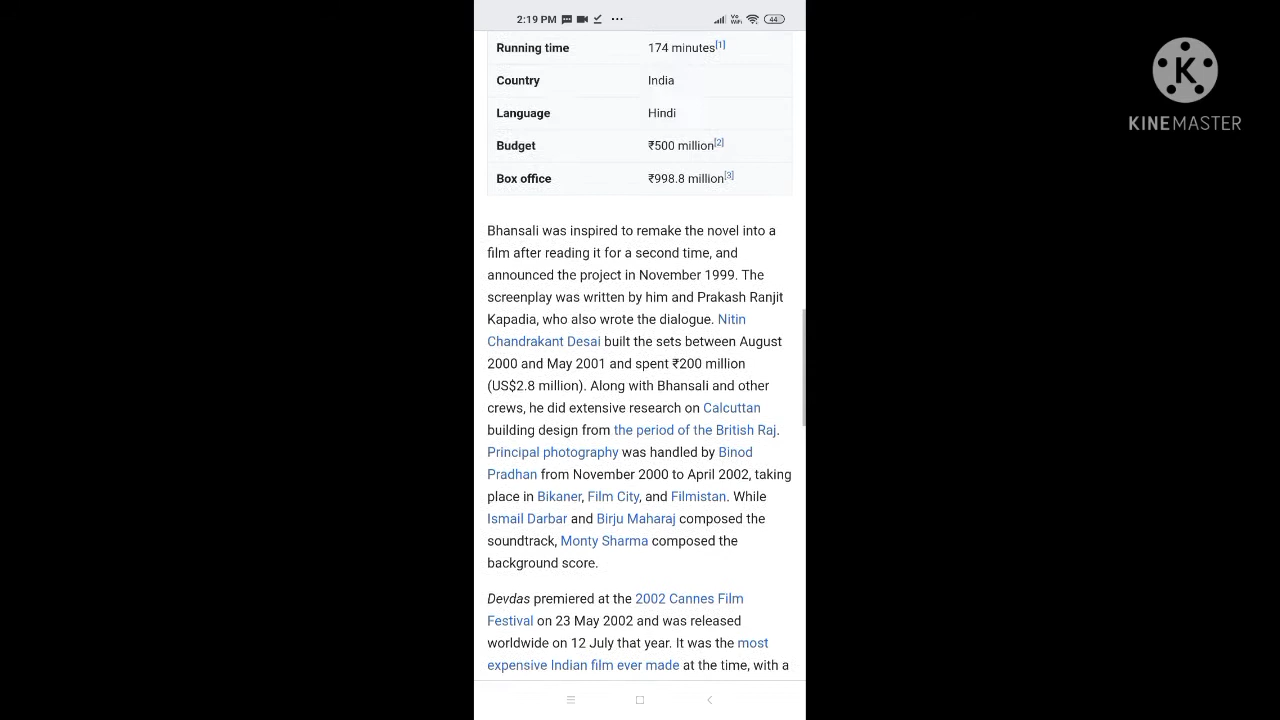 2:19 PM
Vo
WiFi
44
Running time 174 minutes[1]
Country India
Language Hindi
Budget ₹500 million[2]
Box office ₹998.8 million[3]
Bhansali was inspired to remake the novel into a
film after reading it for a second time, and
announced the project in November 1999. The
screenplay was written by him and Prakash Ranjit
Kapadia, who also wrote the dialogue. Nitin
Chandrakant Desai built the sets between August
2000 and May 2001 and spent ₹200 million
(US$2.8 million). Along with Bhansali and other
crews, he did extensive research on Calcuttan
building design from the period of the British Raj.
Principal photography was handled by Binod
Pradhan from November 2000 to April 2002, taking
place in Bikaner, Film City, and Filmistan. While
Ismail Darbar and Birju Maharaj composed the
soundtrack, Monty Sharma composed the
background score.
Devdas premiered at the 2002 Cannes Film
Festival on 23 May 2002 and was released
worldwide on 12 July that year. It was the most
expensive Indian film ever made at the time, with a
K
KINEMASTER